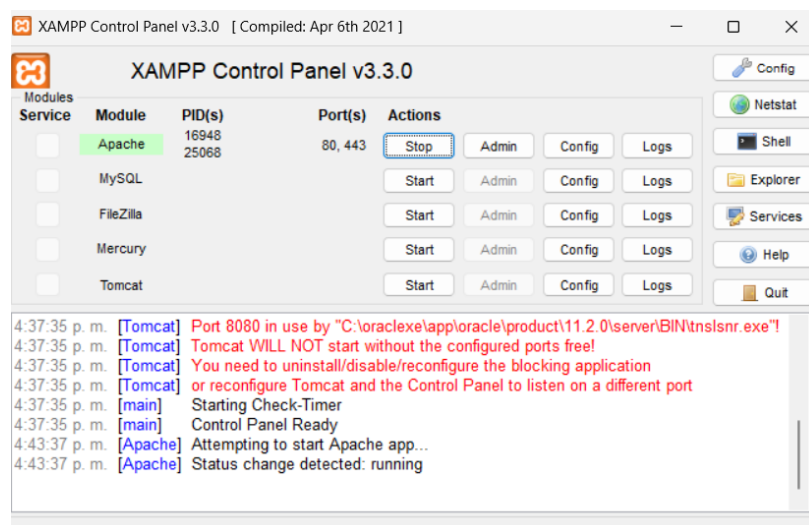 XAMPP Control Panel v3.3.0 [ Compiled: Apr 6th 2021 ]
XAMPP Control Panel v3.3.0
Config
Modules
Service Module PID(s) Port(s) Actions
Netstat
Apache 16948 25068 80, 443 Stop Admin Config Logs
Shell
MySQL Start Admin Config Logs
Explorer
FileZilla Start Admin Config Logs
Services
Mercury Start Admin Config Logs
Help
Tomcat Start Admin Config Logs
Quit
4:37:35 p. m. [Tomcat] Port 8080 in use by "C:\oraclexe\app\oracle\product\11.2.0\server\BIN\tnslsnr.exe"!
4:37:35 p. m. [Tomcat] Tomcat WILL NOT start without the configured ports free!
4:37:35 p. m. [Tomcat] You need to uninstall/disable/reconfigure the blocking application
4:37:35 p. m. [Tomcat] or reconfigure Tomcat and the Control Panel to listen on a different port
4:37:35 p. m. [main] Starting Check-Timer
4:37:35 p. m. [main] Control Panel Ready
4:43:37 p. m. [Apache] Attempting to start Apache app...
4:43:37 p. m. [Apache] Status change detected: running